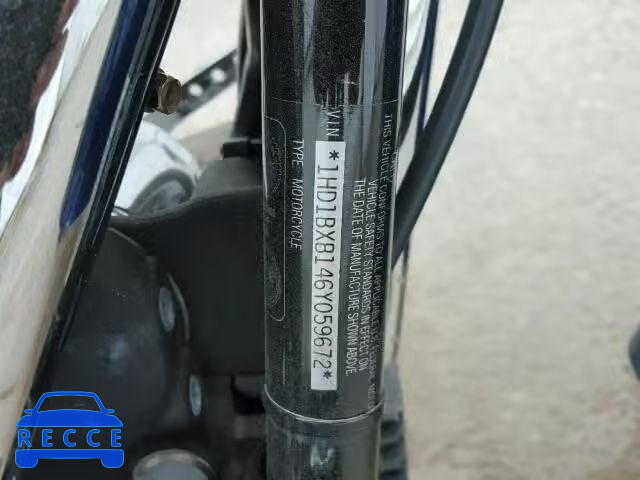 VIN
*1HD1BXB146Y059672*
TYPE MOTORCYCLE
THIS VEHICLE CONFORMS TO ALL APPLICABLE FEDERAL
VEHICLE SAFETY STANDARDS IN EFFECT ON
THE DATE OF MANUFACTURE SHOWN ABOVE.
RECCE